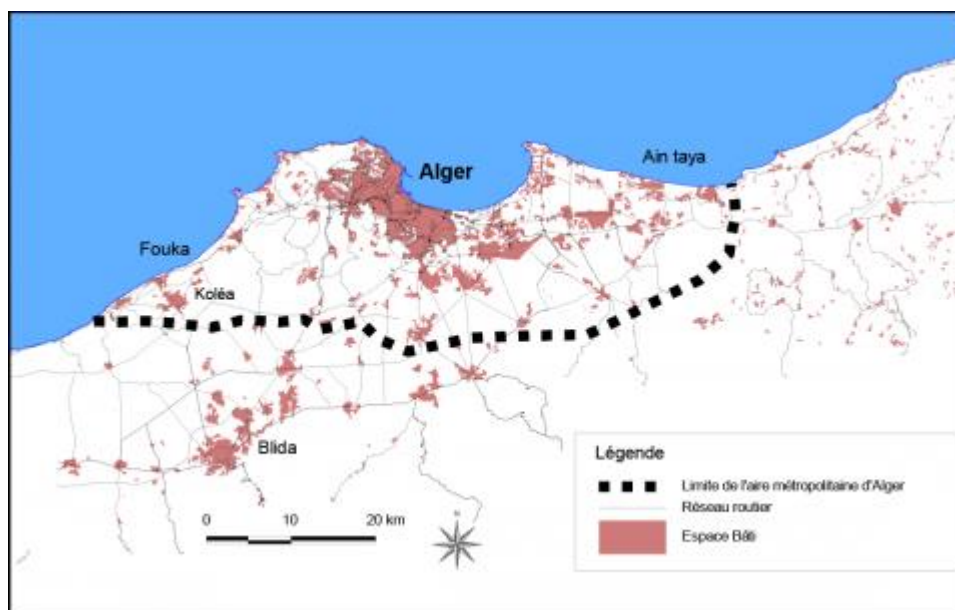 Alger
Ain taya
Fouka
Koléa
Blida
0 10 20 km
Légende
Limite de l'aire métropolitaine d'Alger
Réseau routier
Espace Bâti